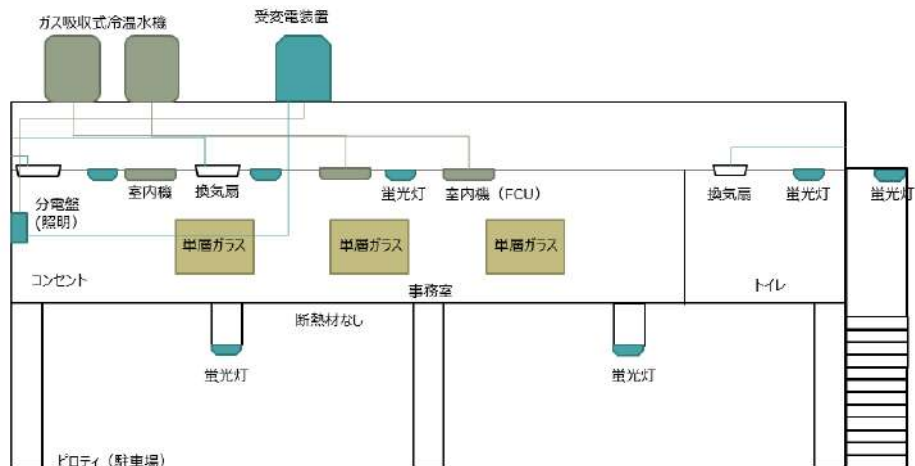 ガス吸収式冷温水機
受変電装置
室内機
換気扇
蛍光灯
室内機（FCU）
換気扇
蛍光灯
蛍光灯
分電盤
(照明)
単層ガラス
単層ガラス
単層ガラス
コンセント
事務室
トイレ
断熱材なし
蛍光灯
蛍光灯
ピロティ（駐車場）